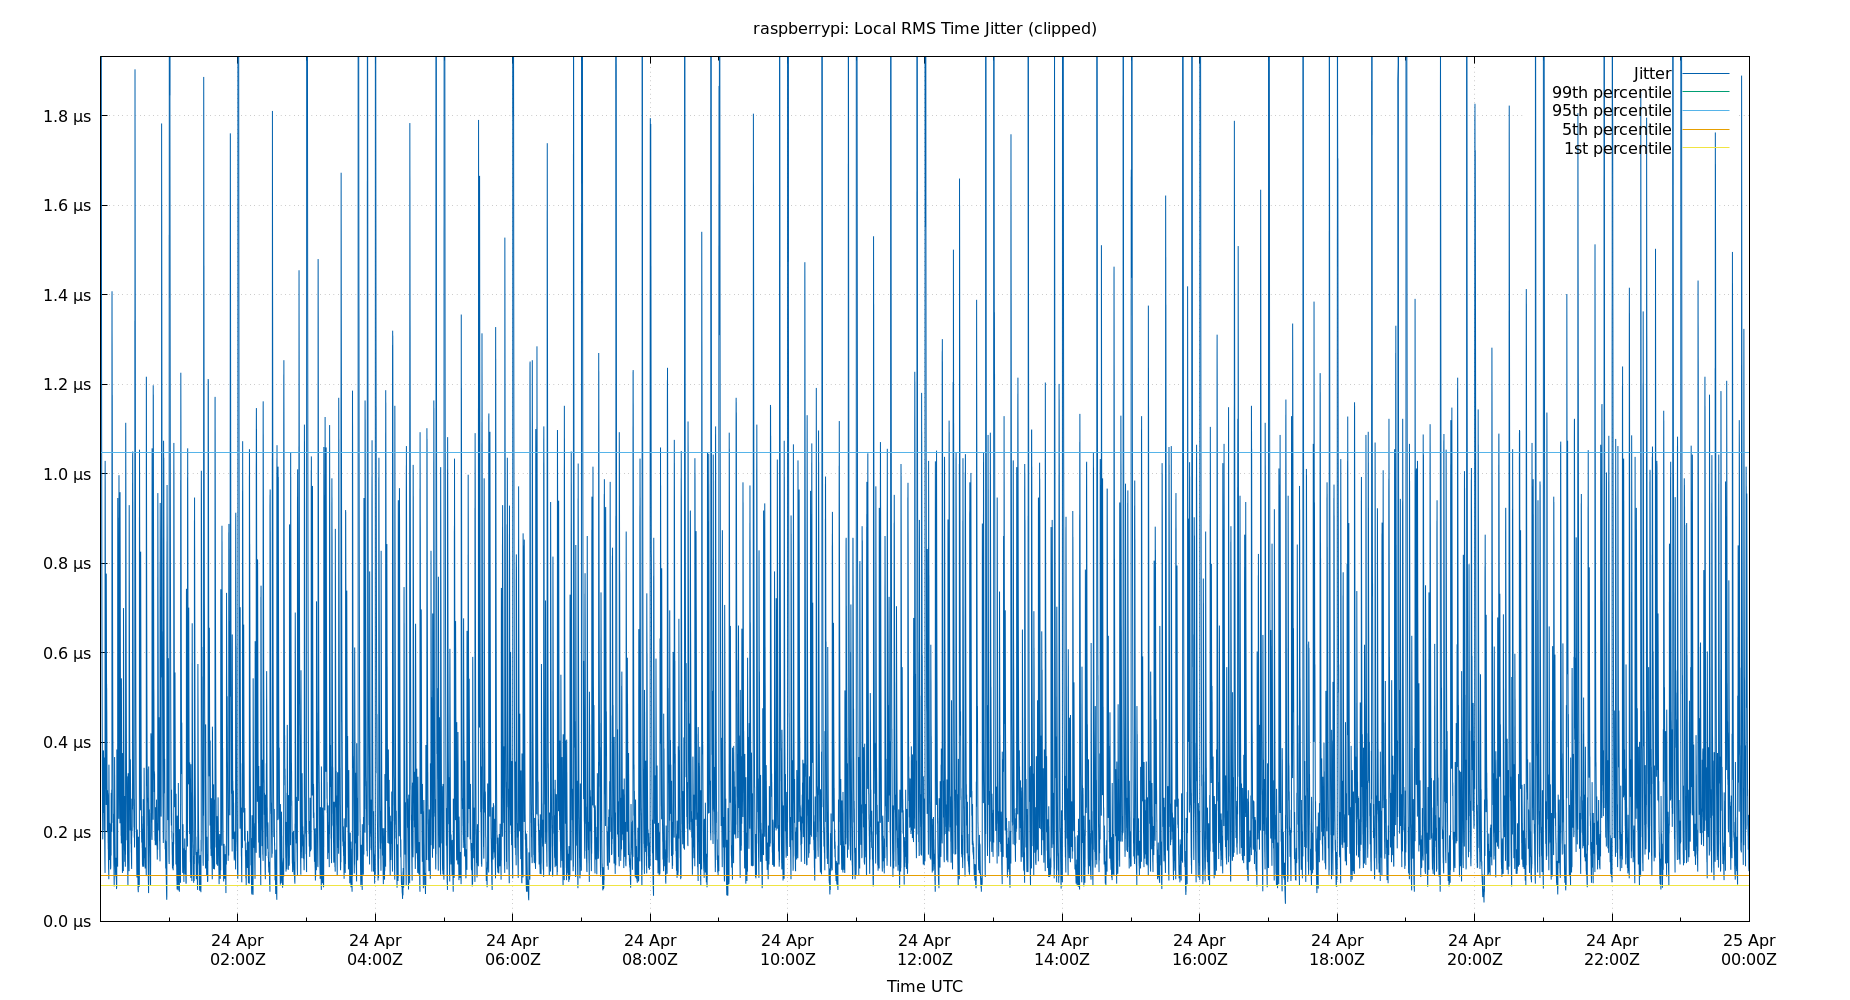 raspberrypi: Local RMS Time Jitter (clipped)
Jitter
99th percentile
95th percentile
5th percentile
1st percentile
1.8 µs
1.6 µs
1.4 µs
1.2 µs
1.0 µs
0.8 µs
0.6 µs
0.4 µs
0.2 µs
0.0 µs
24 Apr 24 Apr 24 Apr 24 Apr 24 Apr 24 Apr 24 Apr 24 Apr 24 Apr 24 Apr 24 Apr 25 Apr
02:00Z 04:00Z 06:00Z 08:00Z 10:00Z 12:00Z 14:00Z 16:00Z 18:00Z 20:00Z 22:00Z 00:00Z
Time UTC